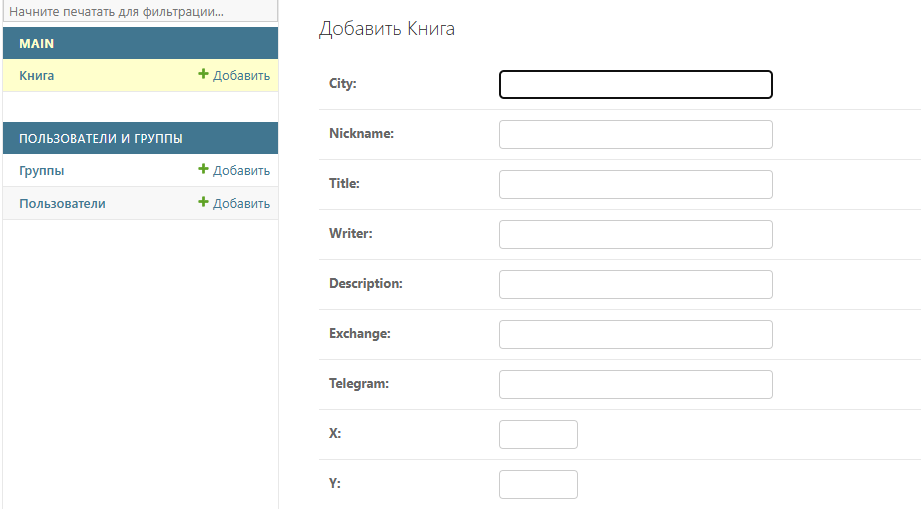 Начните печатать для фильтрации...
MAIN
Книга + Добавить
ПОЛЬЗОВАТЕЛИ И ГРУППЫ
Группы + Добавить
Пользователи + Добавить
Добавить Книга
City:
Nickname:
Title:
Writer:
Description:
Exchange:
Telegram:
X:
Y: